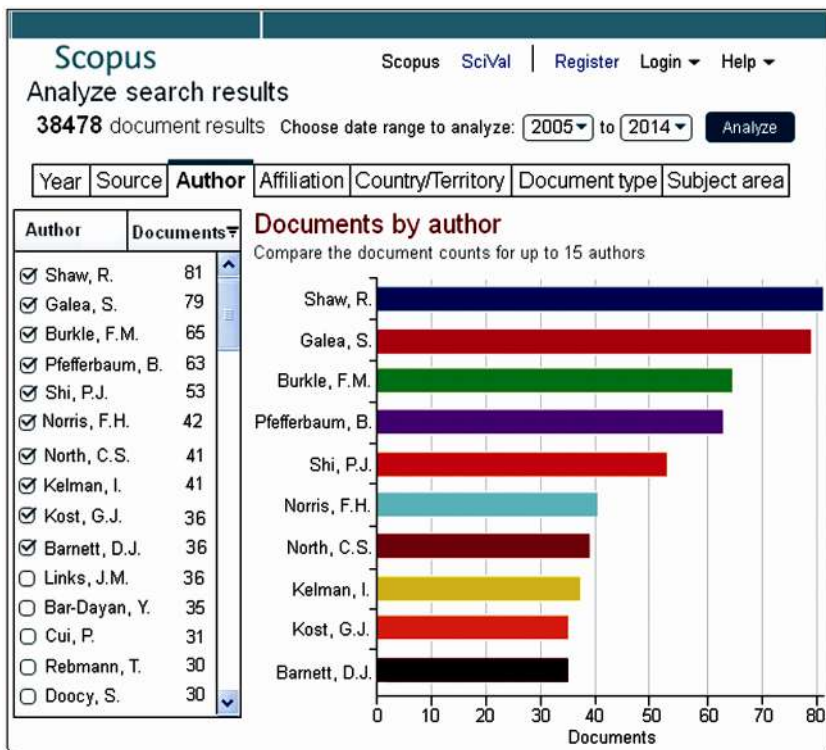 Scopus
Scopus SciVal Register Login Help
Analyze search results
38478 document results Choose date range to analyze: 2005 to 2014 Analyze
Year Source Author Affiliation Country/Territory Document type Subject area
Author Documents
Shaw, R. 81
Galea, S. 79
Burkle, F.M. 65
Pfefferbaum, B. 63
Shi, P.J. 53
Norris, F.H. 42
North, C.S. 41
Kelman, I. 41
Kost, G.J. 36
Barnett, D.J. 36
Links, J.M. 36
Bar-Dayan, Y. 35
Cui, P. 31
Rebmann, T. 30
Doocy, S. 30
Documents by author
Compare the document counts for up to 15 authors
Shaw, R.
Galea, S.
Burkle, F.M.
Pfefferbaum, B.
Shi, P.J.
Norris, F.H.
North, C.S.
Kelman, I.
Kost, G.J.
Barnett, D.J.
0 10 20 30 40 50 60 70 80
Documents